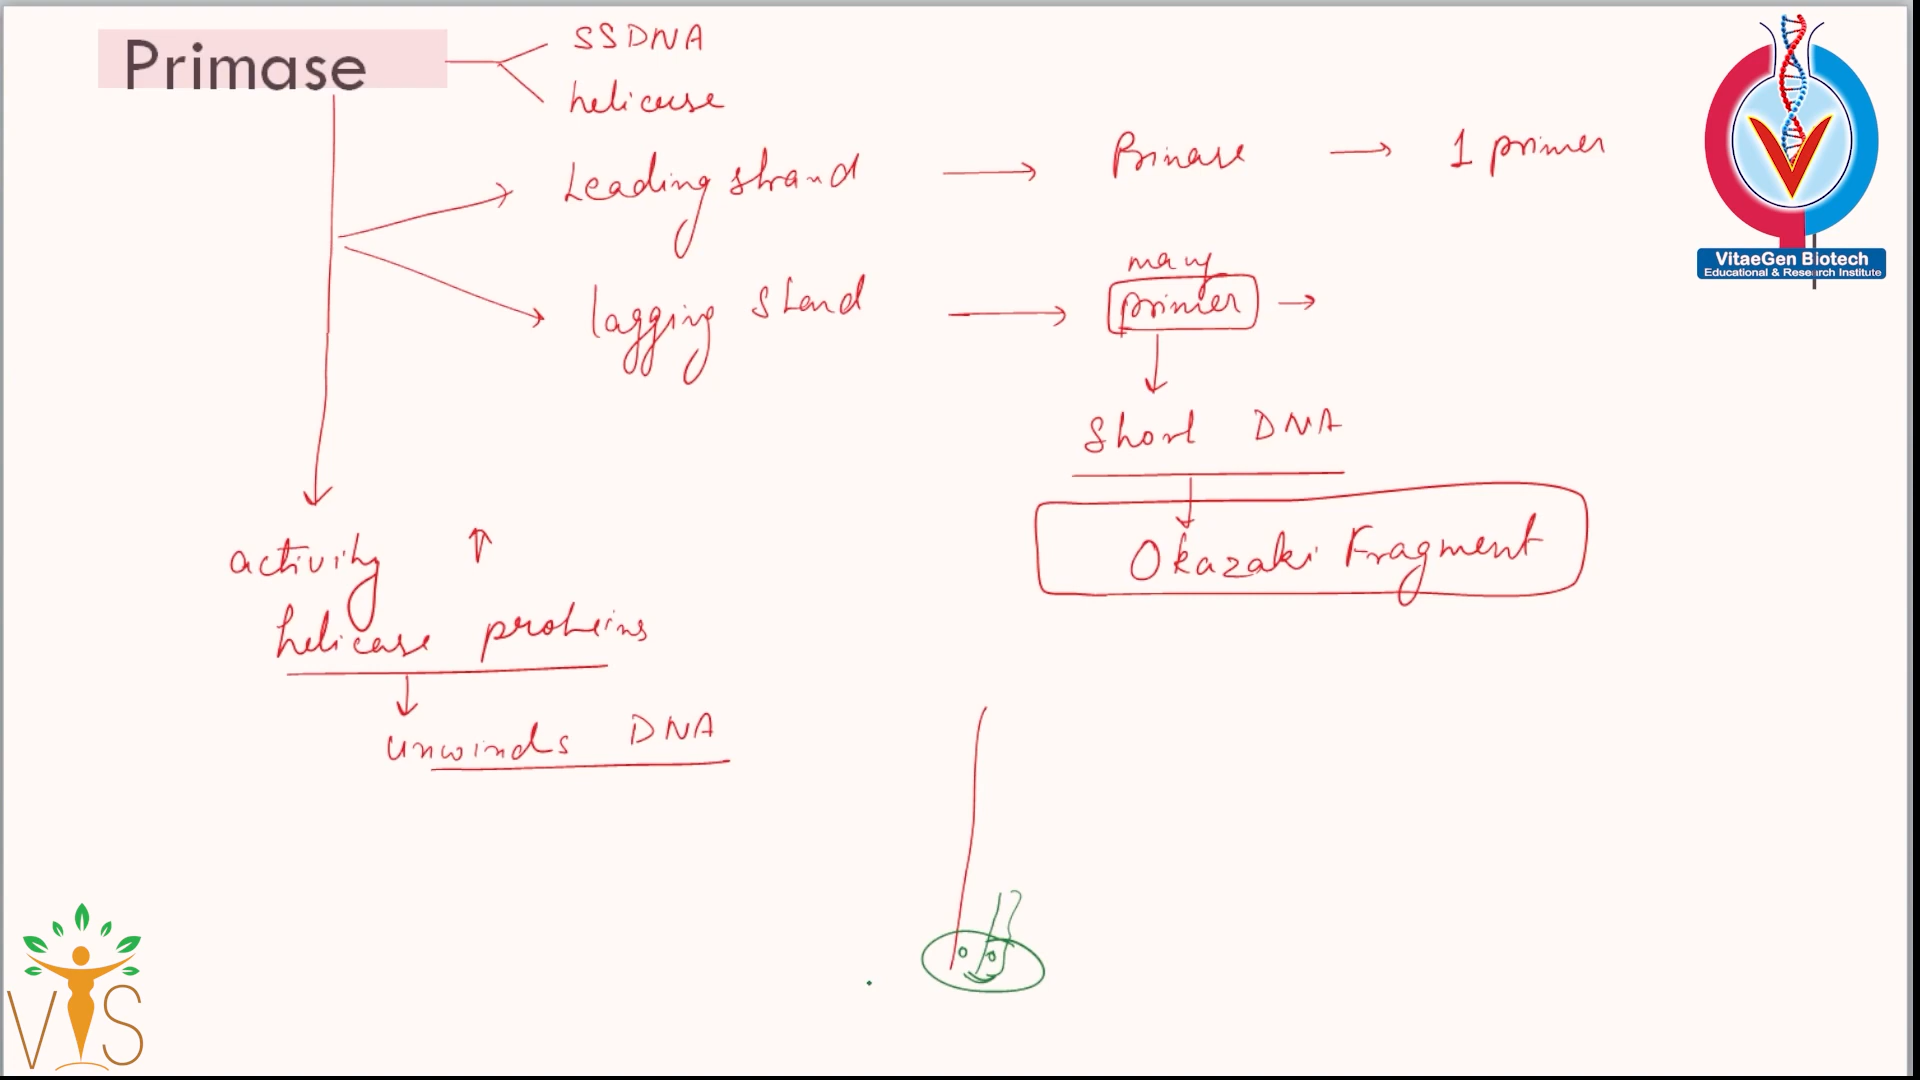 Primase
SSDNA
helicase
Leading strand → Primase → 1 primer
many
lagging stand → primer →
Short DNA
Okazaki Fragment
activity ↑
helicase proteins
unwinds DNA
VitaeGen Biotech
Educational & Research Institute
VIS